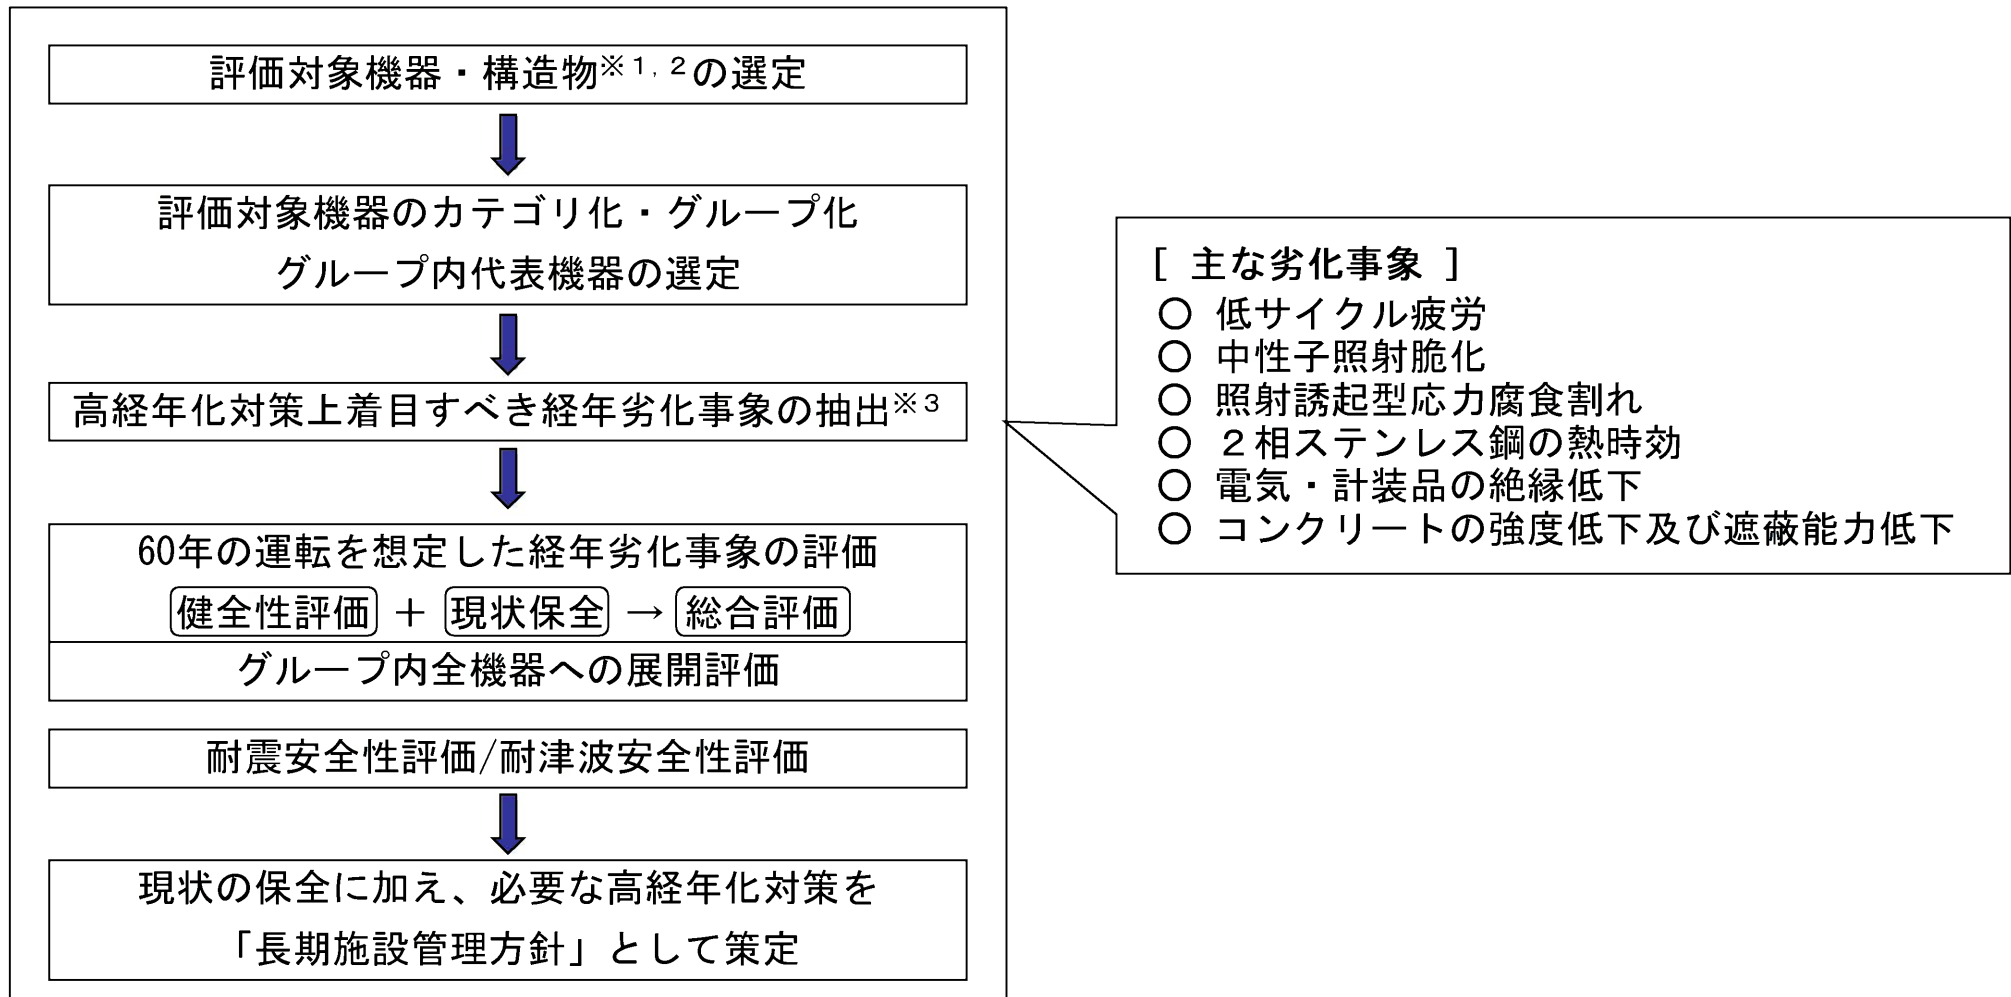 評価対象機器・構造物※1,2の選定
評価対象機器のカテゴリ化・グループ化
グループ内代表機器の選定
高経年化対策上着目すべき経年劣化事象の抽出※3
60年の運転を想定した経年劣化事象の評価
健全性評価 + 現状保全 → 総合評価
グループ内全機器への展開評価
耐震安全性評価/耐津波安全性評価
現状の保全に加え、必要な高経年化対策を
「長期施設管理方針」として策定
[ 主な劣化事象 ]
○ 低サイクル疲労
○ 中性子照射脆化
○ 照射誘起型応力腐食割れ
○ 2相ステンレス鋼の熱時効
○ 電気・計装品の絶縁低下
○ コンクリートの強度低下及び遮蔽能力低下